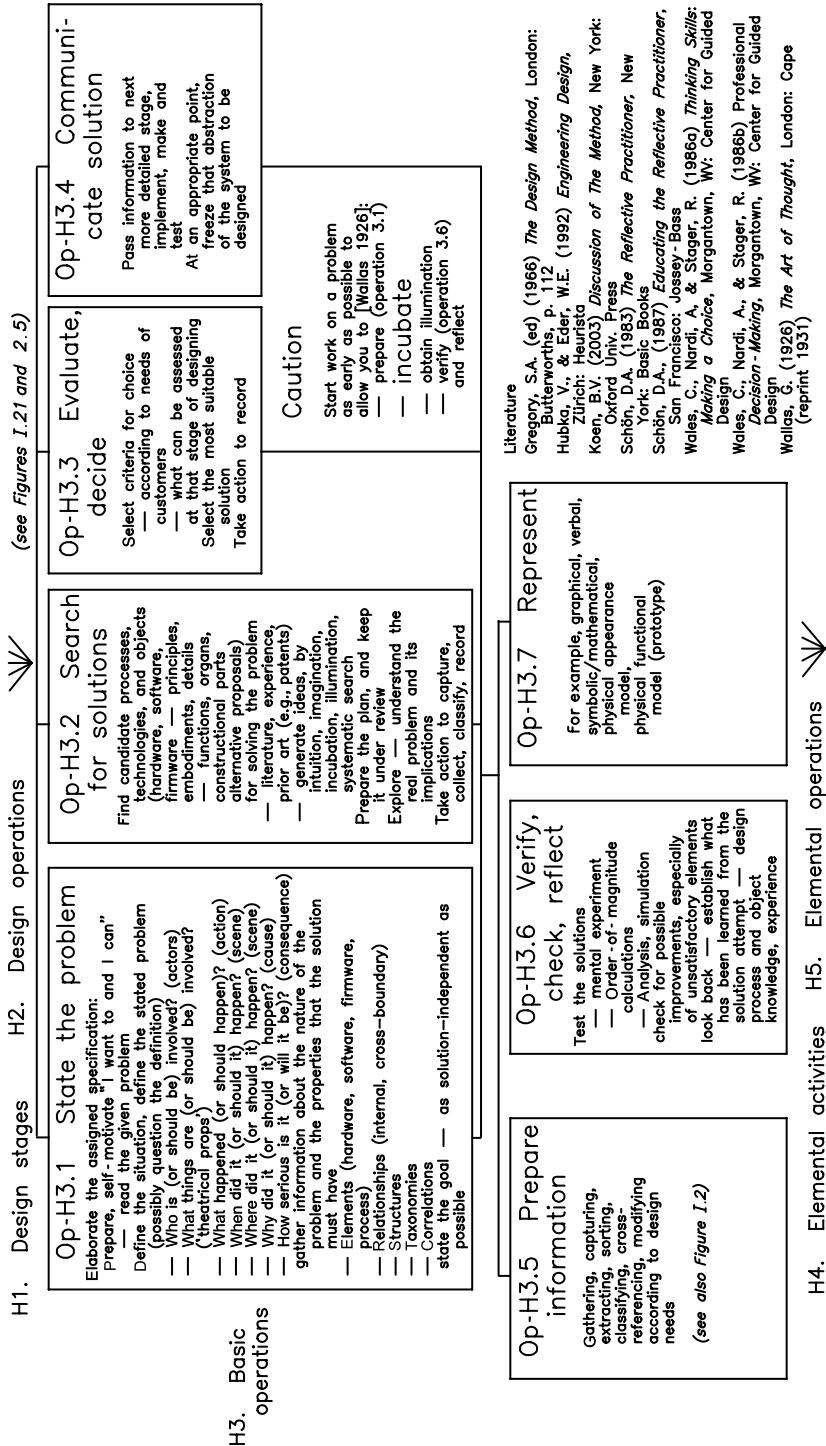 H1. Design stages
H2. Design operations
(see Figures I.21 and 2.5)
H3. Basic
operations
Op-H3.1 State the problem
Elaborate the assigned specification:
Prepare, self-motivate "I want to and I can"
— read the given problem
Define the situation, define the stated problem
(possibly question the definition)
— Who is (or should be) involved? (actors)
— What things are (or should be) involved?
('theatrical props')
— What happened (or should happen)? (action)
— When did it (or should it) happen? (scene)
— Where did it (or should it) happen? (scene)
— Why did it (or should it) happen? (cause)
— How serious is it (or will it be)? (consequence)
gather information about the nature of the
problem and the properties that the solution
must have
— Elements (hardware, software, firmware,
process)
— Relationships (internal, cross—boundary)
— Structures
— Taxonomies
— Correlations
state the goal — as solution—independent as
possible
Op-H3.2 Search
for solutions
Find candidate processes,
technologies, and objects
(hardware, software,
firmware — principles,
embodiments, details
— functions, organs,
constructional parts
alternative proposals)
for solving the problem
— literature, experience,
prior art (e.g., patents)
— generate ideas, by
intuition, imagination,
incubation, illumination,
systematic search
Prepare the plan, and keep
it under review
Explore — understand the
real problem and its
implications
Take action to capture,
collect, classify, record
Op-H3.3 Evaluate,
decide
Select criteria for choice
— according to needs of
customers
— what can be assessed
at that stage of designing
Select the most suitable
solution
Take action to record
Op-H3.4 Communi-
cate solution
Pass information to next
more detailed stage,
implement, make and
test
At an appropriate point,
freeze that abstraction
of the system to be
designed
Caution
Start work on a problem
as early as possible to
allow you to [Wallas 1926]:
— prepare (operation 3.1)
— incubate
— obtain illumination
— verify (operation 3.6)
and reflect
Op-H3.5 Prepare
information
Gathering, capturing,
extracting, sorting,
classifying, cross-
referencing, modifying
according to design
needs
(see also Figure I.2)
Op-H3.6 Verify,
check, reflect
Test the solutions
— mental experiment
— Order-of-magnitude
calculations
— Analysis, simulation
check for possible
improvements, especially
of unsatisfactory elements
look back — establish what
has been learned from the
solution attempt — design
process and object
knowledge, experience
Op-H3.7 Represent
For example, graphical, verbal,
symbolic/mathematical,
physical appearance
model,
physical functional
model (prototype)
Literature
Gregory, S.A. (ed) (1966) The Design Method, London:
Butterworths, p. 112
Hubka, V., & Eder, W.E. (1992) Engineering Design,
Zürich: Heurista
Koen, B.V. (2003) Discussion of The Method, New York:
Oxford Univ. Press
Schön, D.A. (1983) The Reflective Practitioner, New
York: Basic Books
Schön, D.A., (1987) Educating the Reflective Practitioner,
San Francisco: Jossey-Bass
Wales, C., Nardi, A., & Stager, R. (1986a) Thinking Skills:
Making a Choice, Morgantown, WV: Center for Guided
Design
Wales, C., Nardi, A., & Stager, R. (1986b) Professional
Decision-Making, Morgantown, WV: Center for Guided
Design
Wallas, G. (1926) The Art of Thought, London: Cape
(reprint 1931)
H4. Elemental activities
H5. Elemental operations